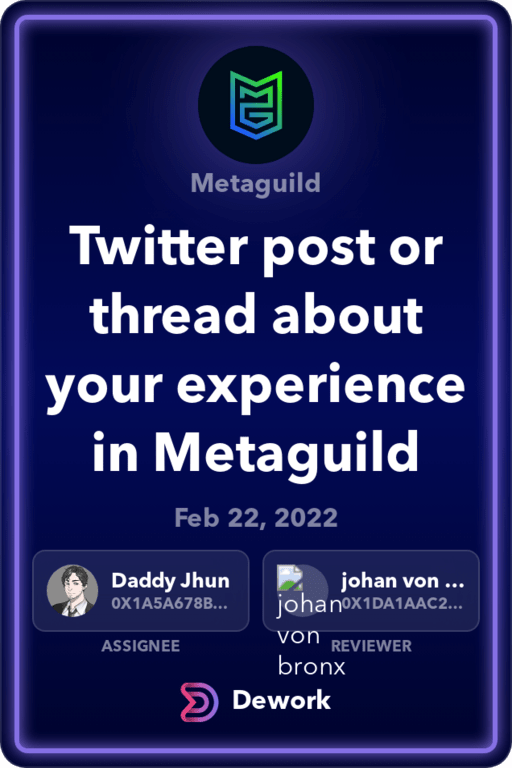 Metaguild
Twitter post or
thread about
your experience
in Metaguild
Feb 22, 2022
Daddy Jhun
0X1A5A678B...
ASSIGNEE
johan von ...
0X1DA1AAC2...
johan
von
bronx
REVIEWER
Dework